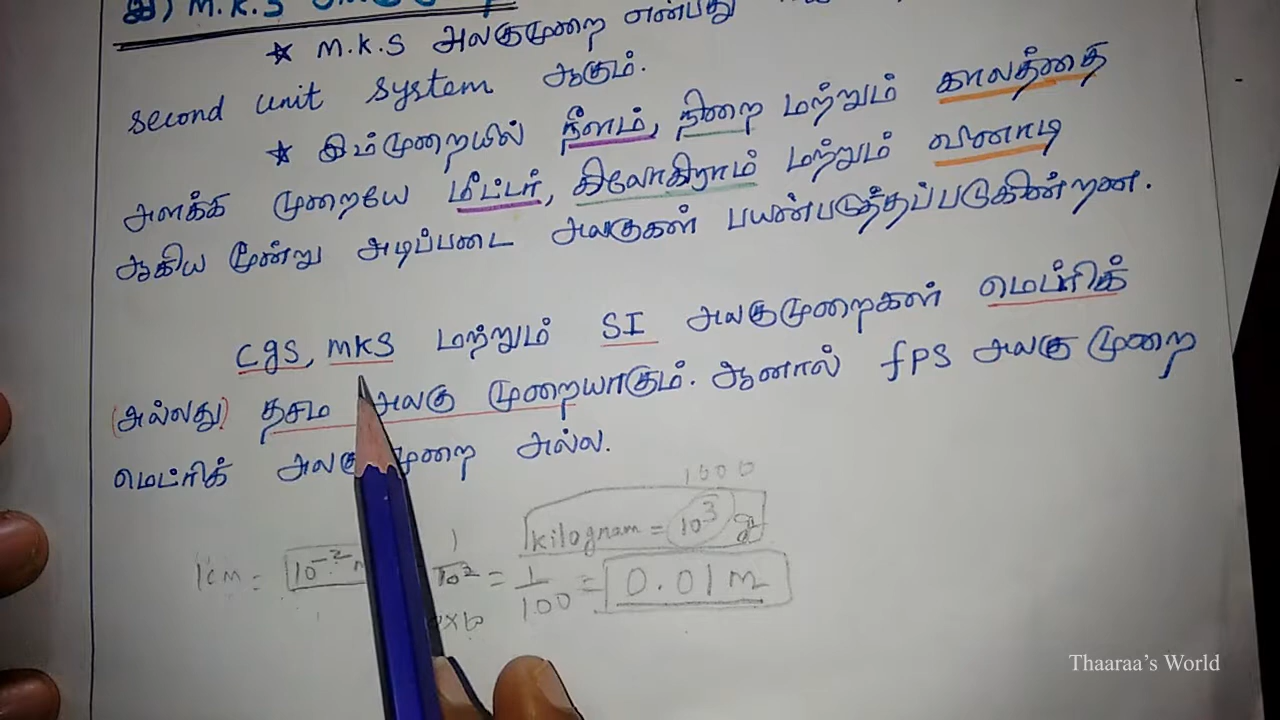 இ) M.K.S
★ M.K.S அலகுமுறை என்பது
second unit system ஆகும்.
★ இம்முறையில் நீளம், நிறை மற்றும் காலத்தை
அளக்க முறையே மீட்டர், கிலோகிராம் மற்றும் வினாடி
ஆகிய மூன்று அடிப்படை அலகுகள் பயன்படுத்தப்படுகின்றன.
CgS, MKS மற்றும் SI அலகுமுறைகள் மெட்ரிக்
(அல்லது) தசம அலகு முறையாகும். ஆனால் fPS அலகு முறை
மெட்ரிக் அலகு முறை அல்ல.
1000
kilogram = 10³ g
1cm = 10⁻² 1/10² = 1/100 = 0.01 m
Thaaraa's World